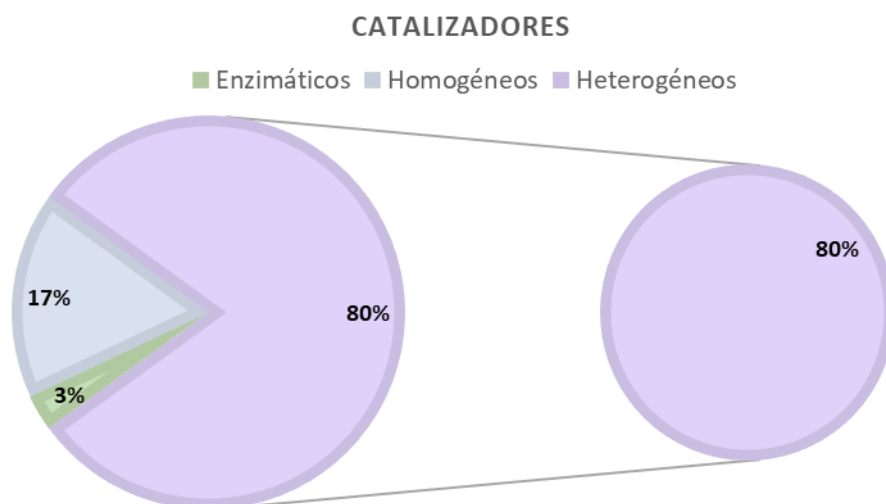 CATALIZADORES
Enzimáticos Homogéneos Heterogéneos
80%
17%
80%
3%